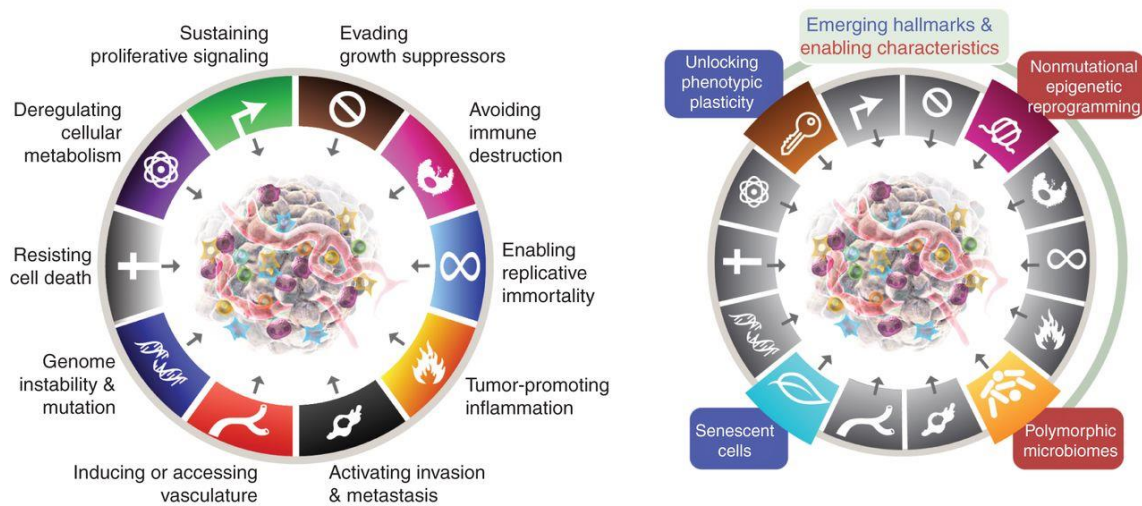 Sustaining
proliferative signaling
Evading
growth suppressors
Deregulating
cellular
metabolism
Avoiding
immune
destruction
Resisting
cell death
Enabling
replicative
immortality
Genome
instability &
mutation
Tumor-promoting
inflammation
Inducing or accessing
vasculature
Activating invasion
& metastasis
Emerging hallmarks &
enabling characteristics
Unlocking
phenotypic
plasticity
Nonmutational
epigenetic
reprogramming
Senescent
cells
Polymorphic
microbiomes